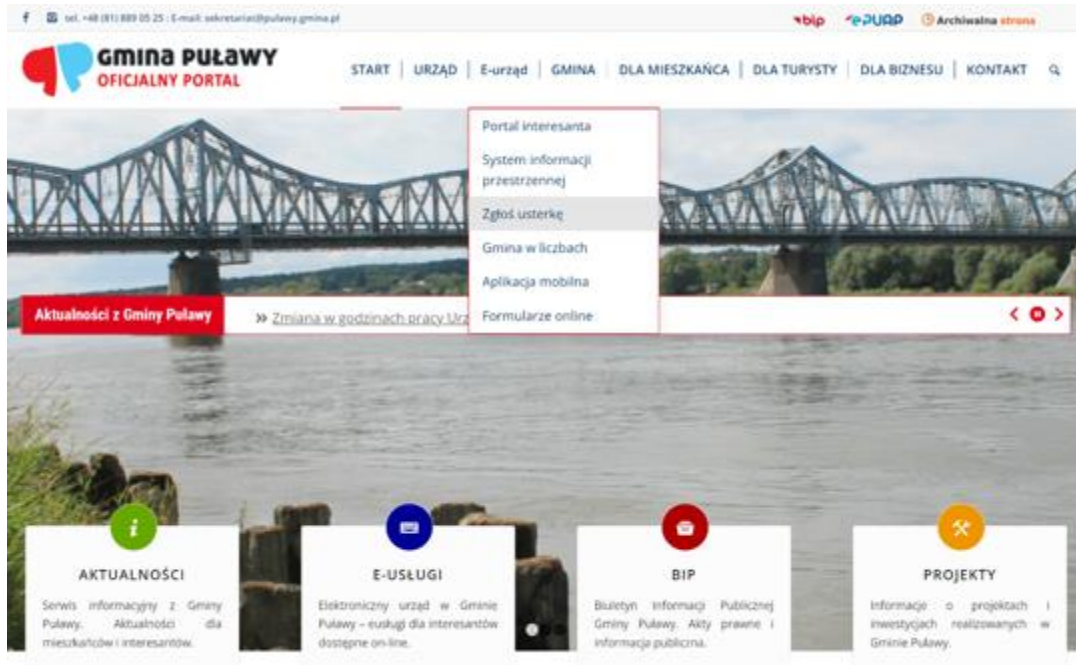 tel. +48 (81) 889 05 25 : E-mail: sekretariat@pulawy.gmina.pl
bip
ePUAP
Archiwalna strona
GMINA PUŁAWY
OFICJALNY PORTAL
START | URZĄD | E-urząd | GMINA | DLA MIESZKAŃCA | DLA TURYSTY | DLA BIZNESU | KONTAKT
Portal interesanta
System informacji
przestrzennej
Zgłoś usterkę
Gmina w liczbach
Aplikacja mobilna
Formularze online
Aktualności z Gminy Puławy
» Zmiana w godzinach pracy Urz
AKTUALNOŚCI
Serwis informacyjny z Gminy
Puławy. Aktualności dla
mieszkańców i interesantów.
E-USŁUGI
Elektroniczny urząd w Gminie
Puławy – eusługi dla interesantów
dostępne on-line.
BIP
Biuletyn Informacji Publicznej
Gminy Puławy. Akty prawne i
informacja publiczna.
PROJEKTY
Informacje o projektach i
inwestycjach realizowanych w
Gminie Puławy.